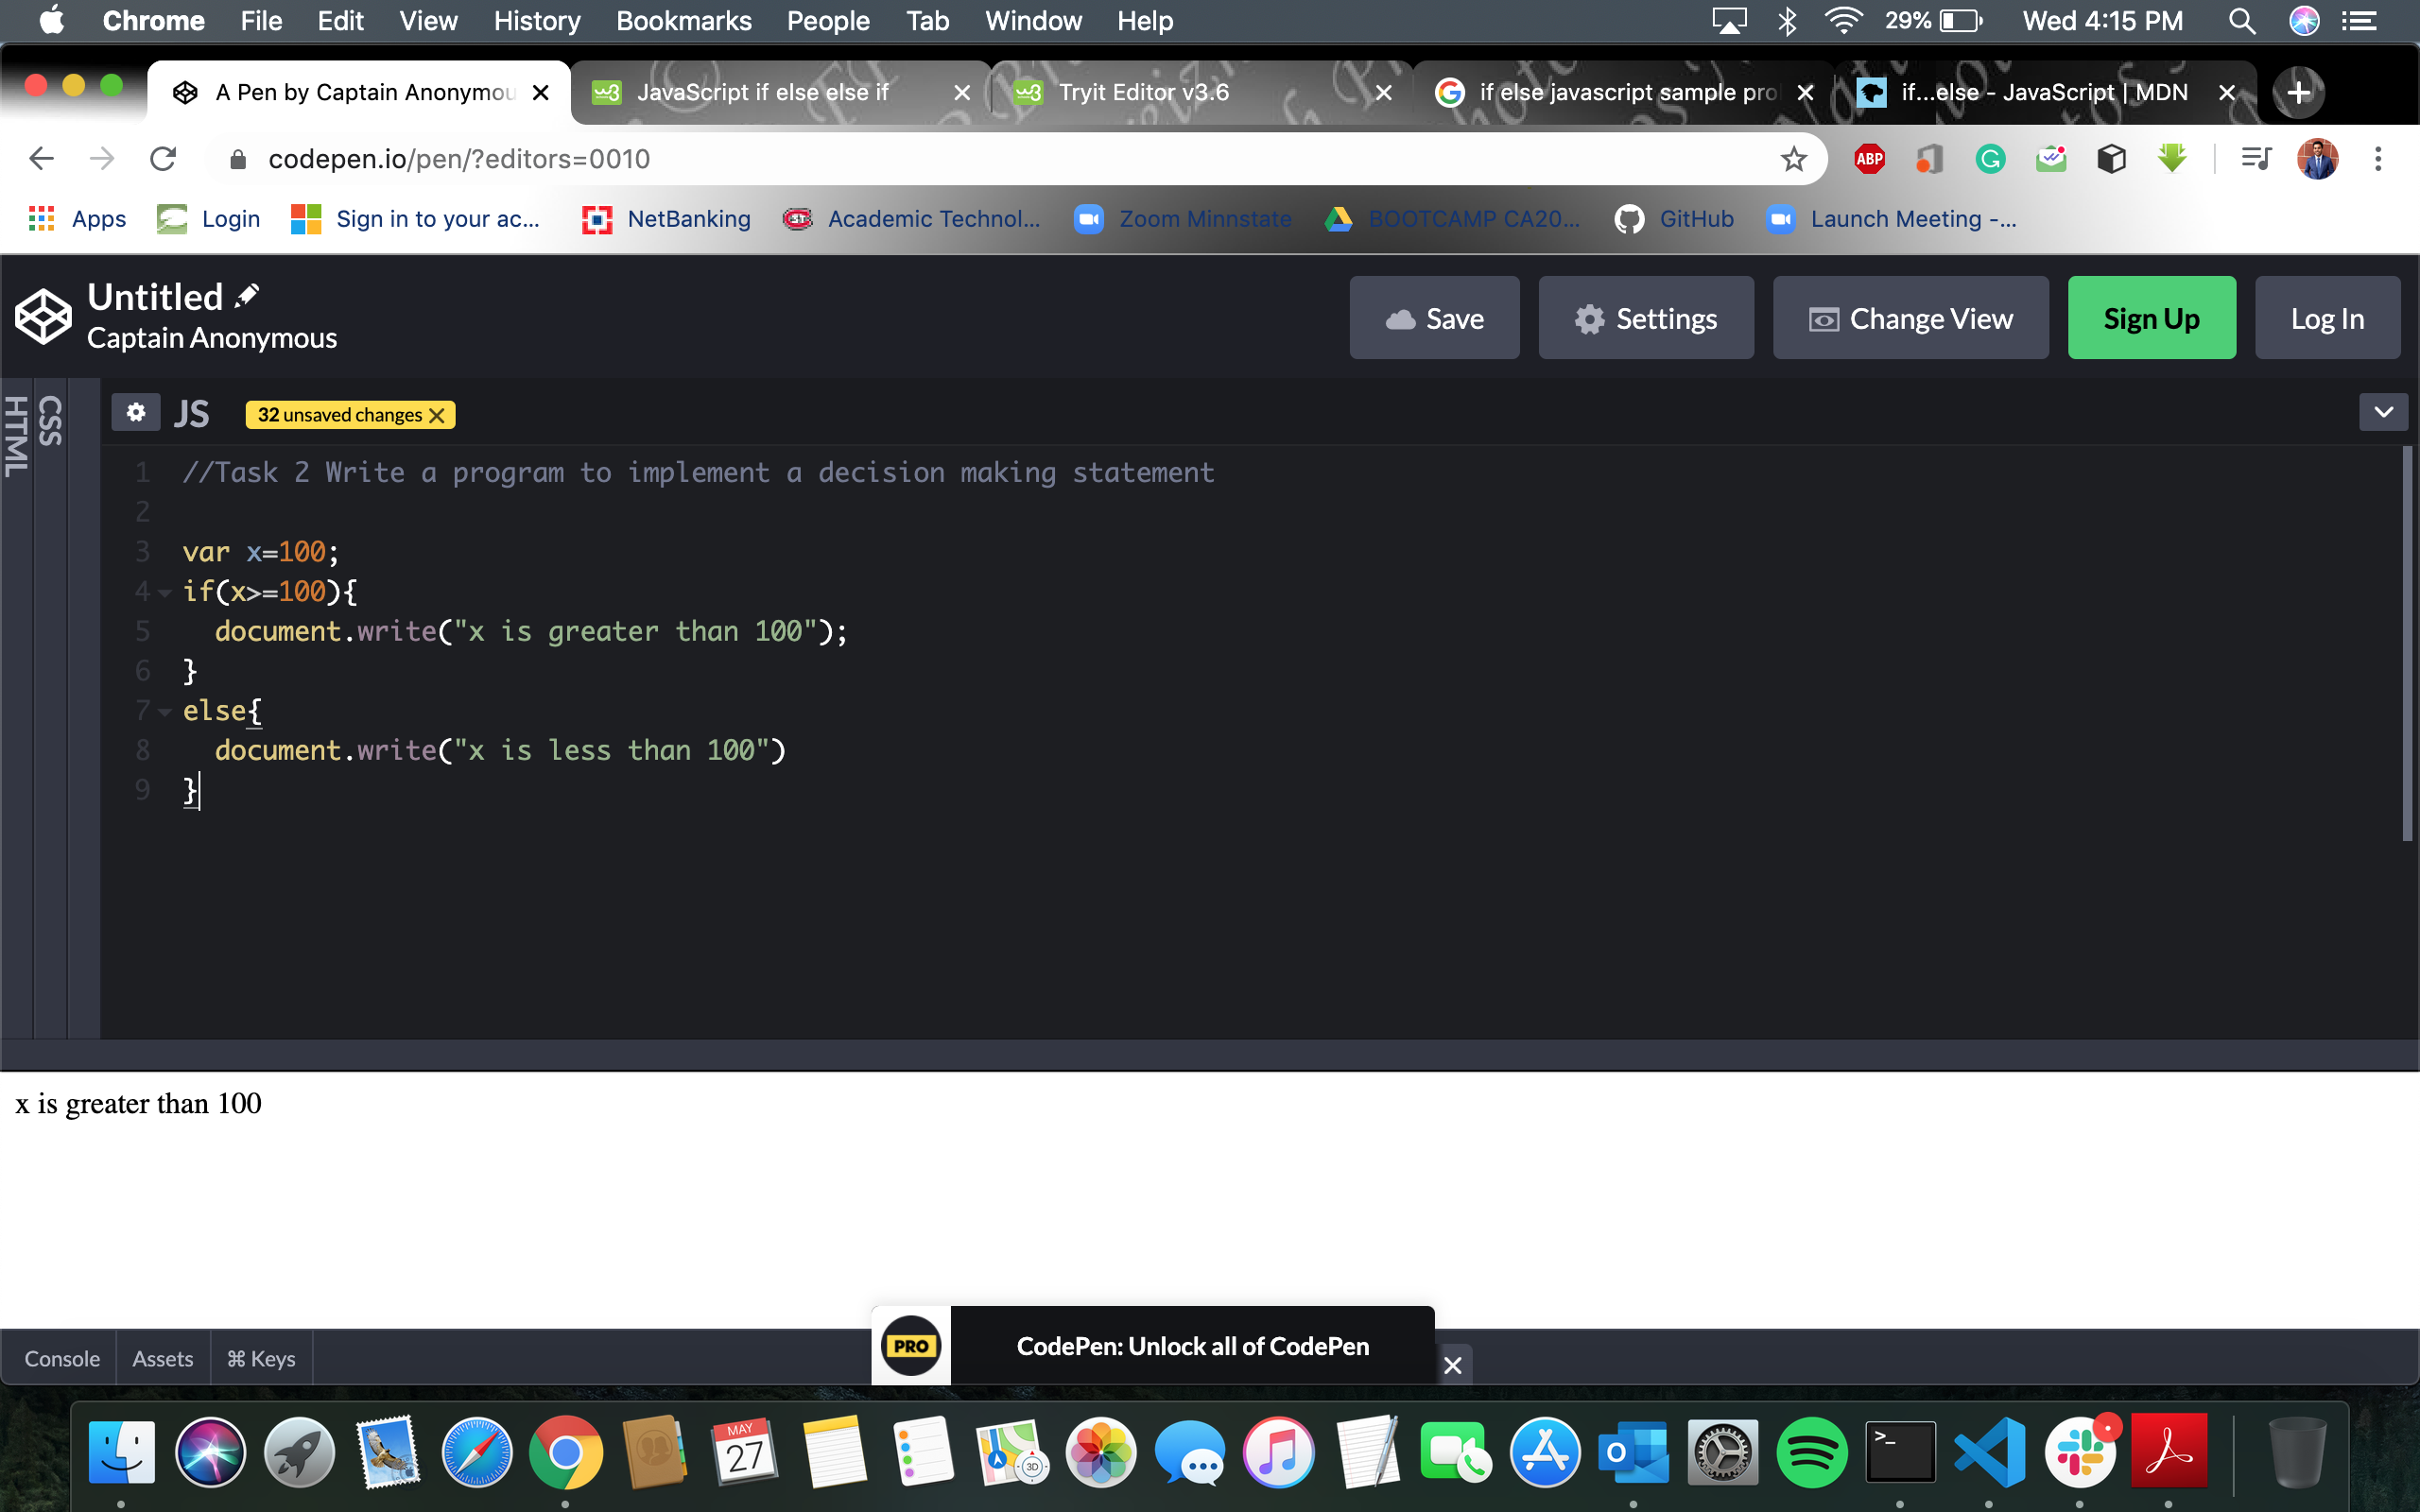 Chrome File Edit View History Bookmarks People Tab Window Help 29% Wed 4:15 PM
A Pen by Captain Anonymou JavaScript if else else if Tryit Editor v3.6 if else javascript sample pro if...else - JavaScript | MDN
codepen.io/pen/?editors=0010 ABP
Apps Login Sign in to your ac... NetBanking Academic Technol... Zoom Minnstate BOOTCAMP CA20... GitHub Launch Meeting -...
Untitled
Captain Anonymous
Save Settings Change View Sign Up Log In
HTML
CSS
JS 32 unsaved changes
1 //Task 2 Write a program to implement a decision making statement
2
3 var x=100;
4 if(x>=100){
5 document.write("x is greater than 100");
6 }
7 else{
8 document.write("x is less than 100")
9 }
x is greater than 100
PRO CodePen: Unlock all of CodePen
Console Assets ⌘ Keys
MAY
27
3D